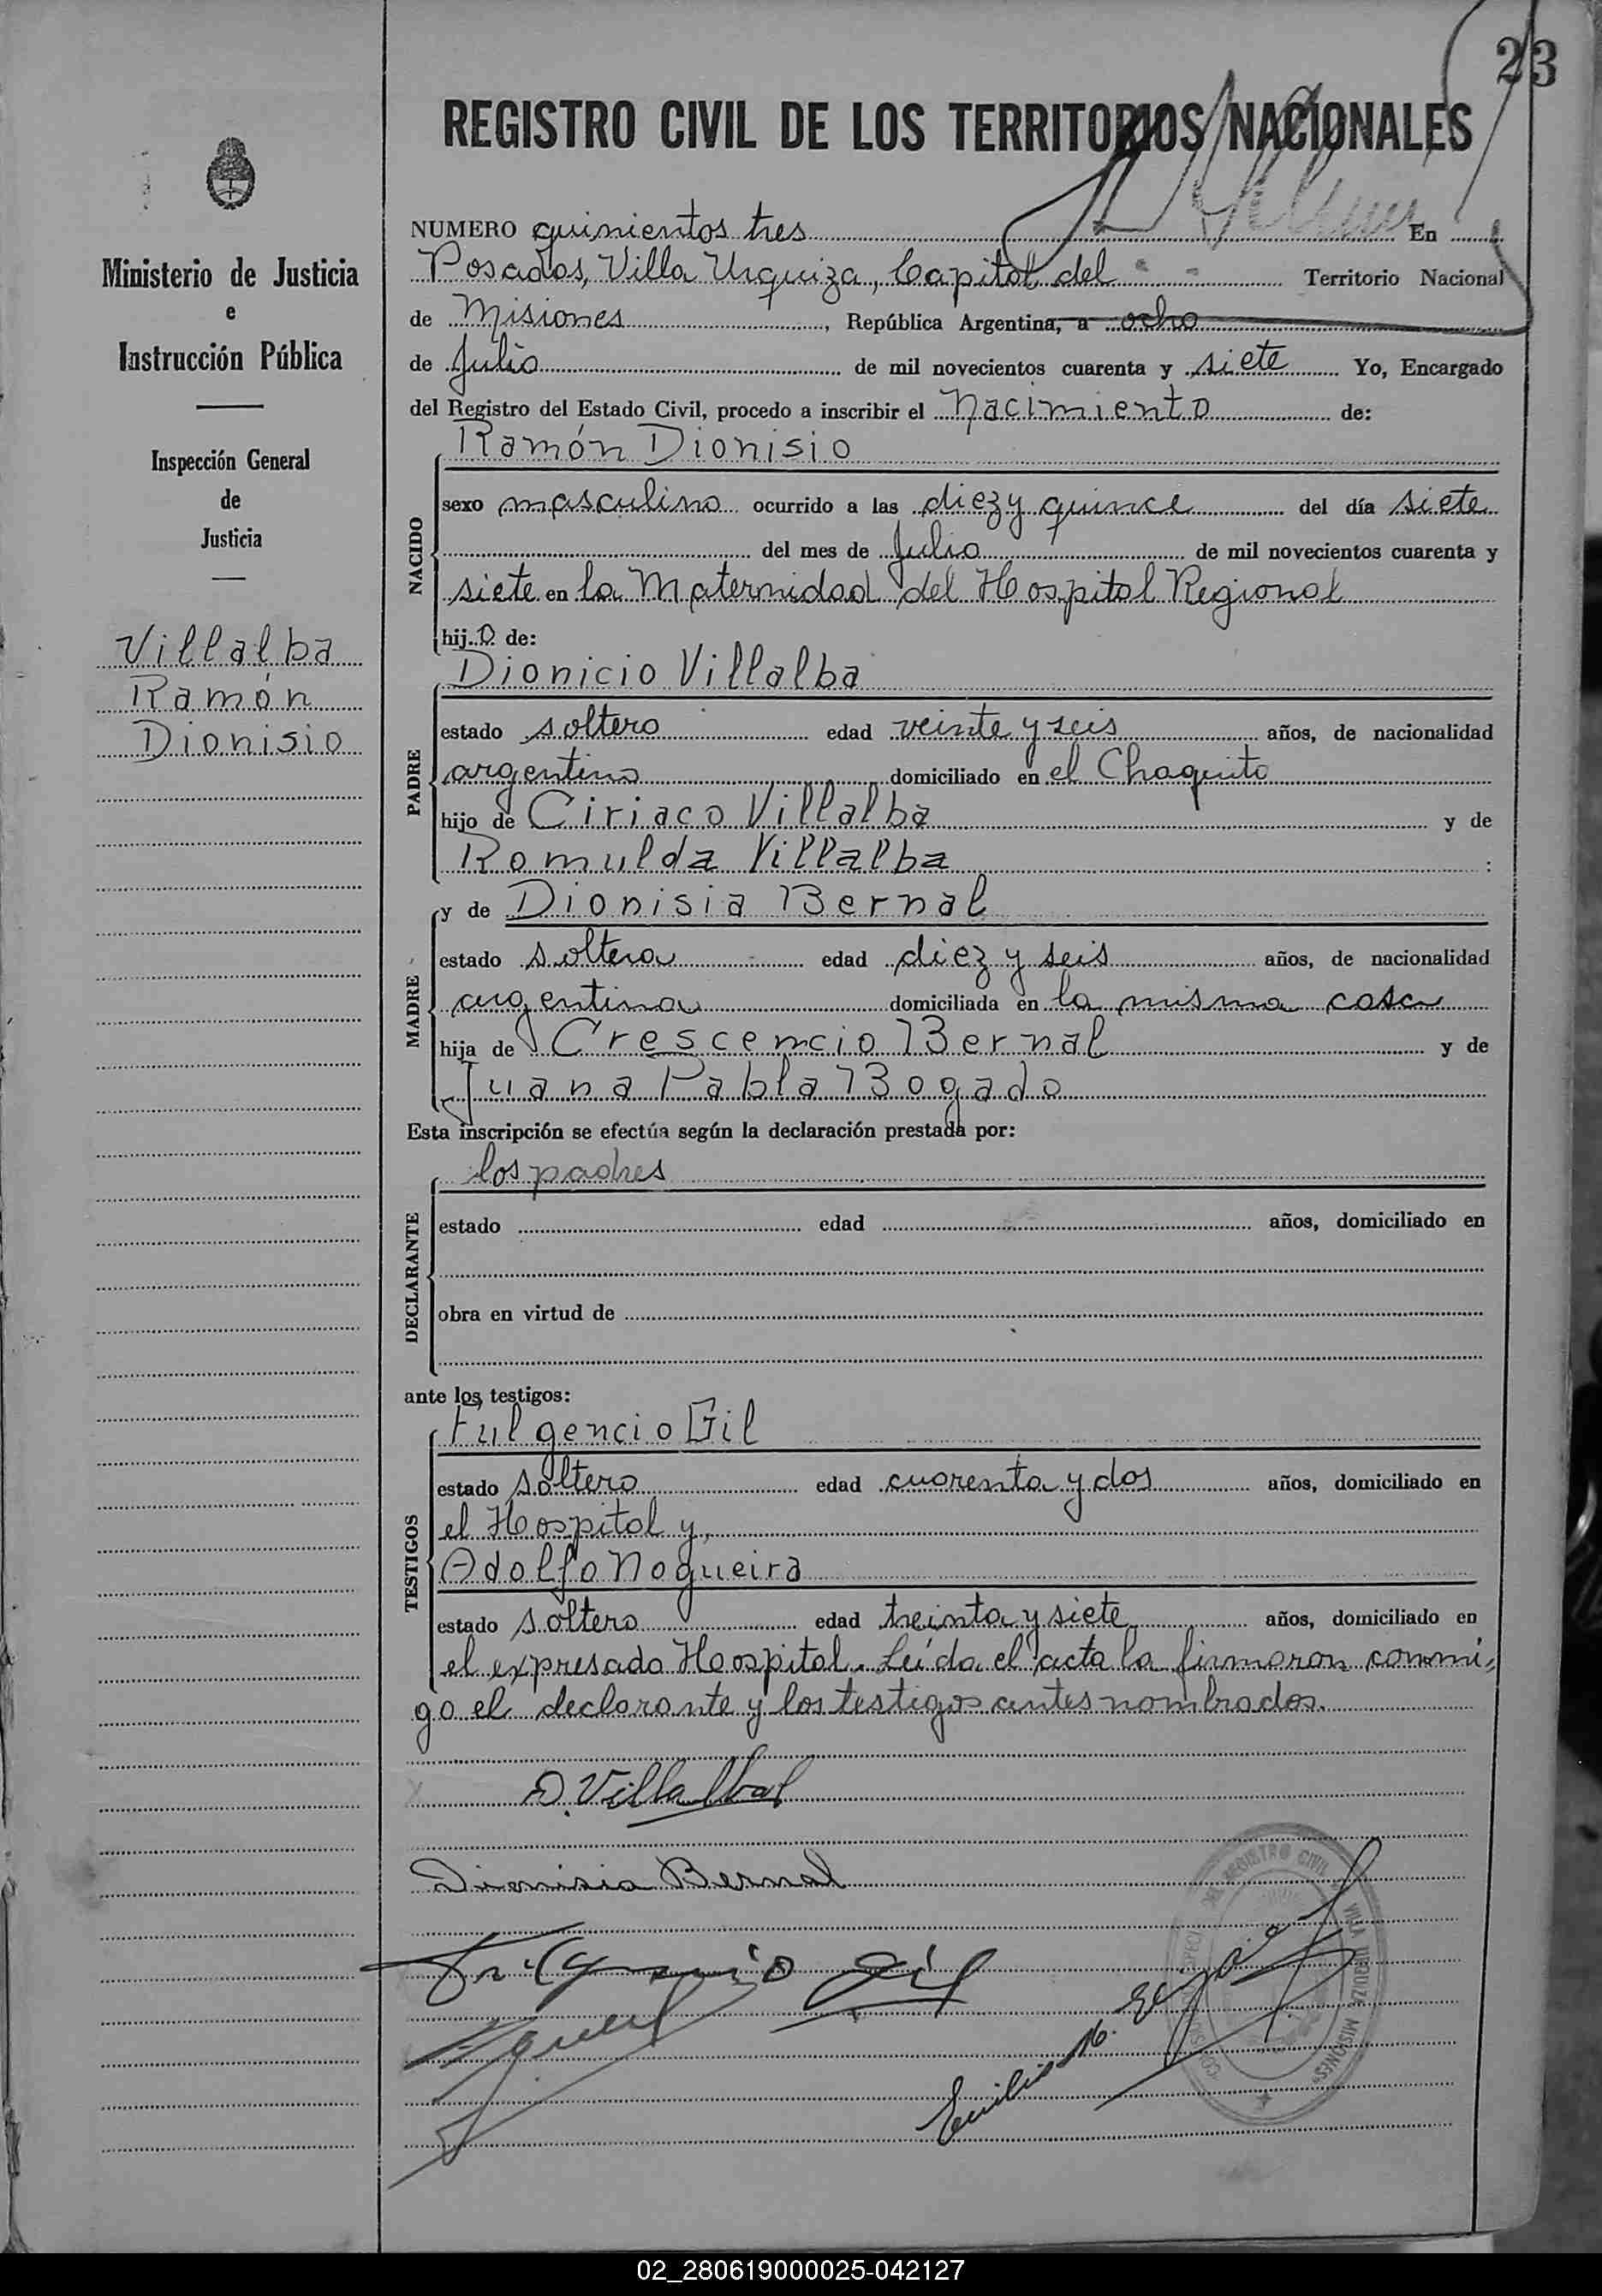 23
REGISTRO CIVIL DE LOS TERRITORIOS NACIONALES
Ministerio de Justicia
e
Instrucción Pública
Inspección General
de
Justicia
Villalba
Ramón
Dionisio
NUMERO quinientos tres En
Posadas, Villa Urquiza, Capital del - - Territorio Nacional
de Misiones, República Argentina, a ocho
de Julio de mil novecientos cuarenta y siete Yo, Encargado
del Registro del Estado Civil, procedo a inscribir el nacimiento de:
NACIDO
Ramón Dionisio
sexo masculino ocurrido a las diez y quince del día siete
del mes de Julio de mil novecientos cuarenta y
siete en la Maternidad del Hospital Regional
hijo de:
PADRE
Dionicio Villalba
estado soltero edad veinte y seis años, de nacionalidad
argentino domiciliado en el Chaquito
hijo de Ciriaco Villalba y de
Romulda Villalba :
MADRE
y de Dionisia Bernal
estado soltera edad diez y seis años, de nacionalidad
argentina domiciliada en la misma casa
hija de Crescencio Bernal y de
Juana Pabla Bogado
Esta inscripción se efectúa según la declaración prestada por:
DECLARANTE
los padres
estado edad años, domiciliado en
obra en virtud de
ante los testigos:
TESTIGOS
Fulgencio Gil
estado soltero edad cuarenta y dos años, domiciliado en
el Hospital y,
Adolfo Nogueira
estado soltero edad treinta y siete años, domiciliado en
el expresado Hospital. Leída el acta la firmaron conmi-
go el declarante y los testigos antes nombrados.
D. Villalba
Dionisia Bernal
Fulgencio Gil
Emilio
REGISTRO CIVIL VILLA URQUIZA MISIONES
02_280619000025-042127